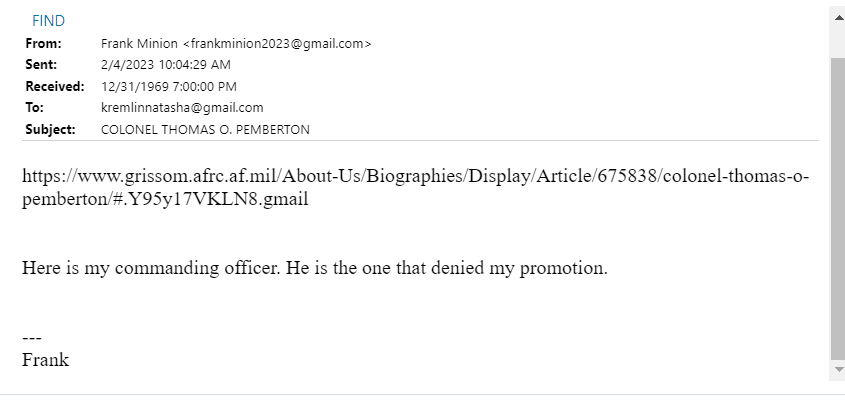 FIND
From: Frank Minion <frankminion2023@gmail.com>
Sent: 2/4/2023 10:04:29 AM
Received: 12/31/1969 7:00:00 PM
To: kremlinnatasha@gmail.com
Subject: COLONEL THOMAS O. PEMBERTON
https://www.grissom.afrc.af.mil/About-Us/Biographies/Display/Article/675838/colonel-thomas-o-
pemberton/#.Y95y17VKLN8.gmail
Here is my commanding officer. He is the one that denied my promotion.
---
Frank